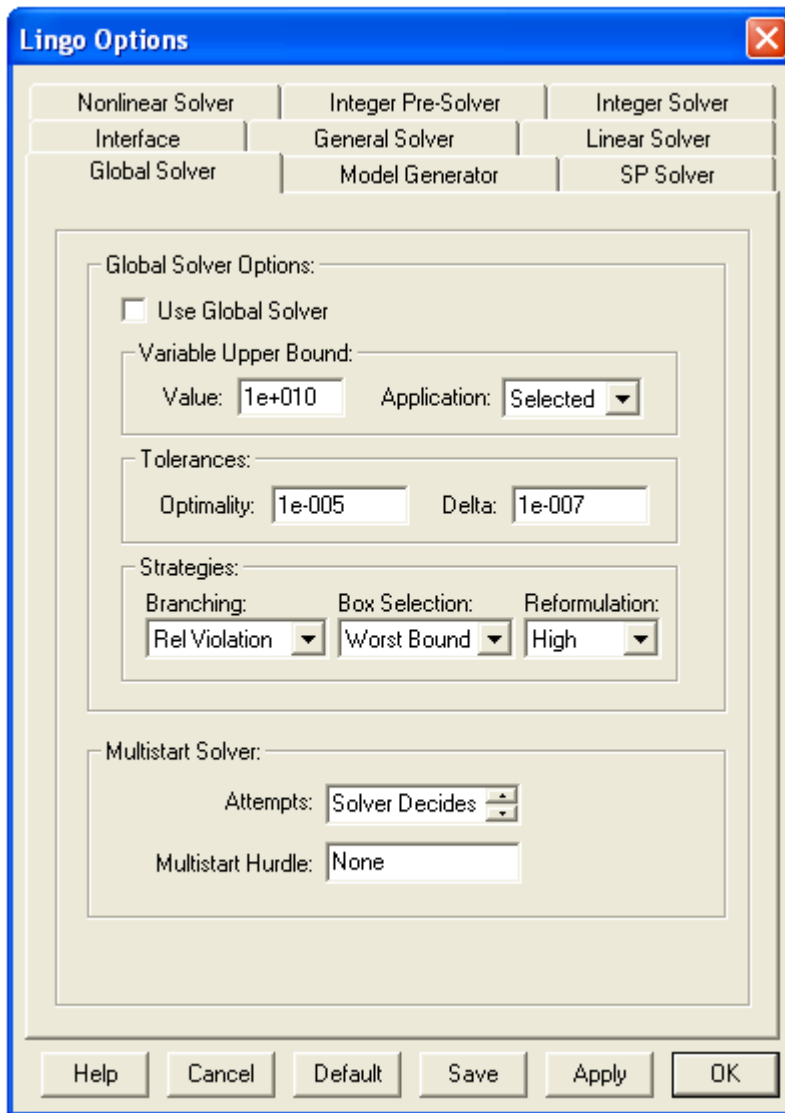 Lingo Options
Nonlinear Solver Integer Pre-Solver Integer Solver
Interface General Solver Linear Solver
Global Solver Model Generator SP Solver
Global Solver Options:
Use Global Solver
Variable Upper Bound:
Value: 1e+010 Application: Selected
Tolerances:
Optimality: 1e-005 Delta: 1e-007
Strategies:
Branching: Box Selection: Reformulation:
Rel Violation Worst Bound High
Multistart Solver:
Attempts: Solver Decides
Multistart Hurdle: None
Help Cancel Default Save Apply OK